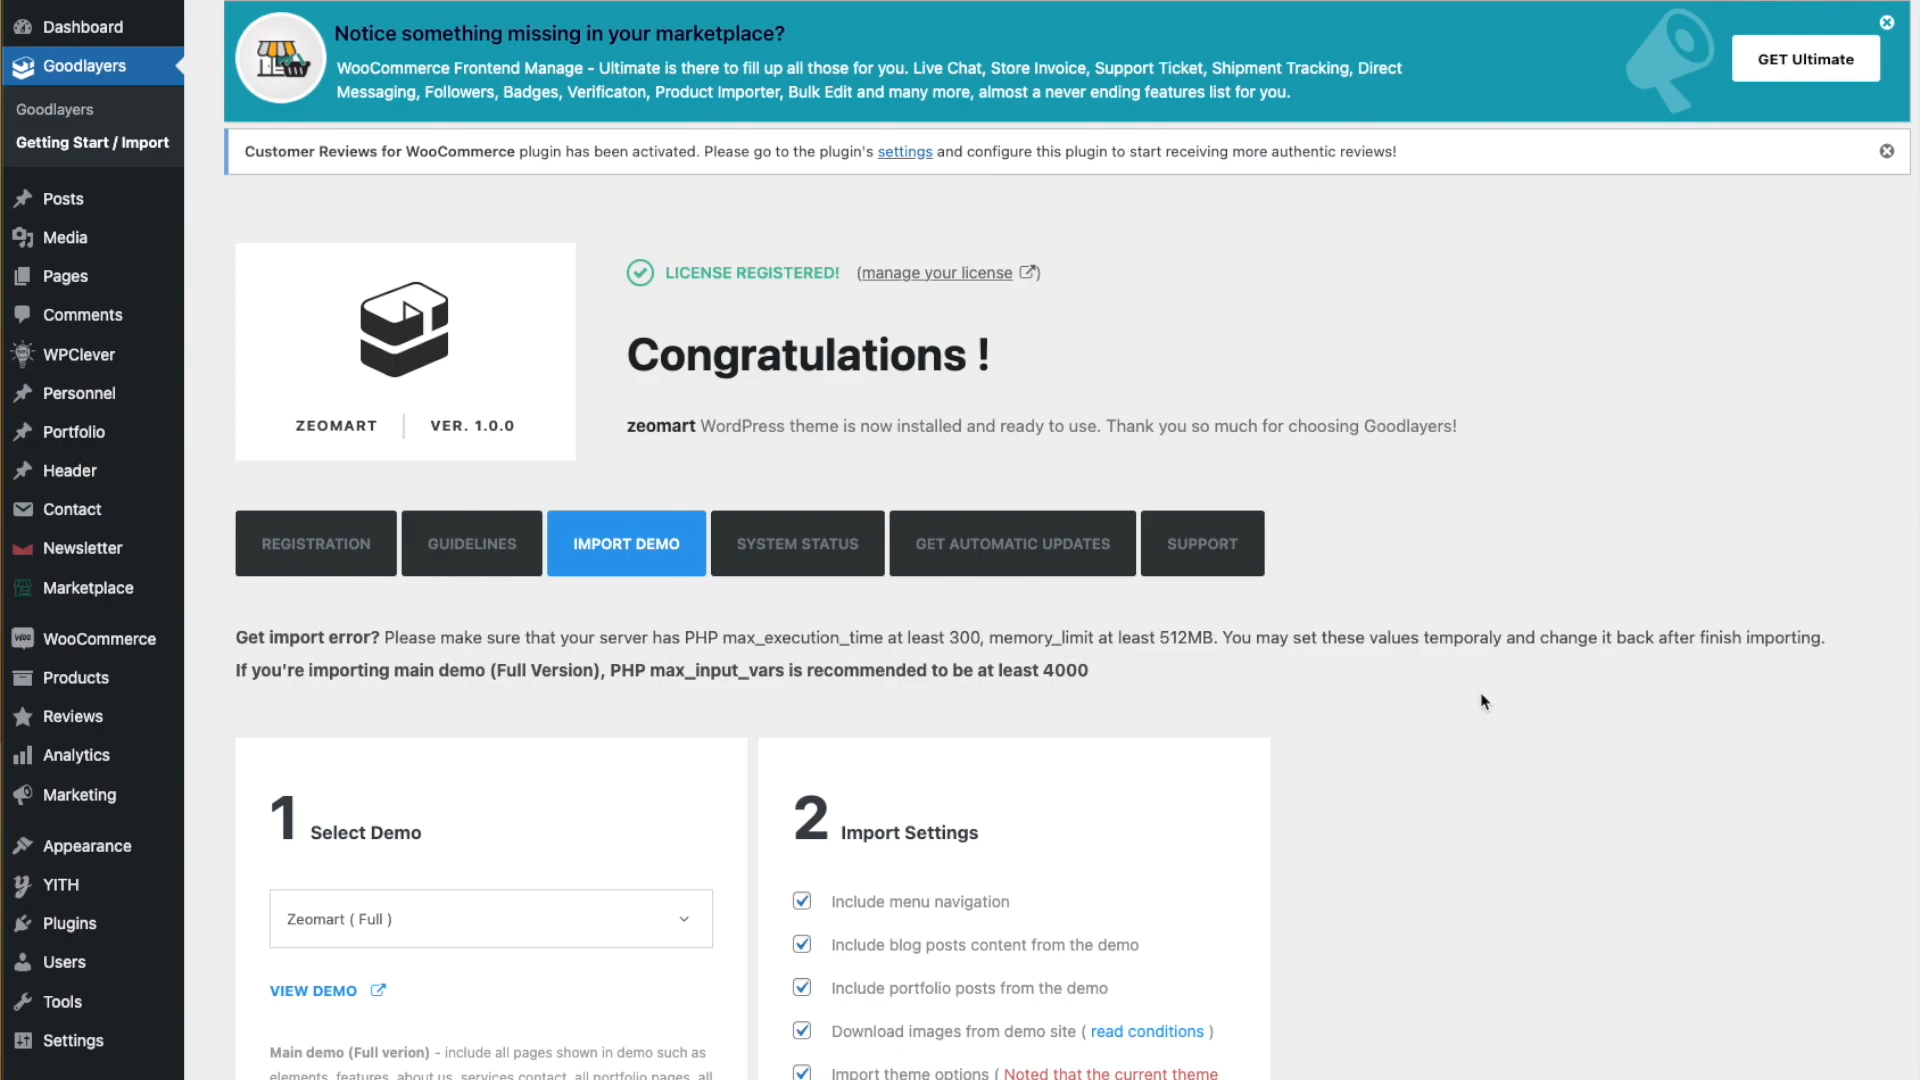 Dashboard
Goodlayers
Goodlayers
Getting Start / Import
Posts
Media
Pages
Comments
WPClever
Personnel
Portfolio
Header
Contact
Newsletter
Marketplace
WooCommerce
Products
Reviews
Analytics
Marketing
Appearance
YITH
Plugins
Users
Tools
Settings
Notice something missing in your marketplace?
WooCommerce Frontend Manage - Ultimate is there to fill up all those for you. Live Chat, Store Invoice, Support Ticket, Shipment Tracking, Direct
Messaging, Followers, Badges, Verificaton, Product Importer, Bulk Edit and many more, almost a never ending features list for you.
GET Ultimate
Customer Reviews for WooCommerce plugin has been activated. Please go to the plugin's settings and configure this plugin to start receiving more authentic reviews!
ZEOMART VER. 1.0.0
LICENSE REGISTERED! (manage your license)
Congratulations !
zeomart WordPress theme is now installed and ready to use. Thank you so much for choosing Goodlayers!
REGISTRATION GUIDELINES IMPORT DEMO SYSTEM STATUS GET AUTOMATIC UPDATES SUPPORT
Get import error? Please make sure that your server has PHP max_execution_time at least 300, memory_limit at least 512MB. You may set these values temporaly and change it back after finish importing.
If you're importing main demo (Full Version), PHP max_input_vars is recommended to be at least 4000
1 Select Demo
Zeomart ( Full )
VIEW DEMO
Main demo (Full verion) - include all pages shown in demo such as
elements, features, about us, services contact, all portfolio pages, all
2 Import Settings
Include menu navigation
Include blog posts content from the demo
Include portfolio posts from the demo
Download images from demo site ( read conditions )
Import theme options ( Noted that the current theme